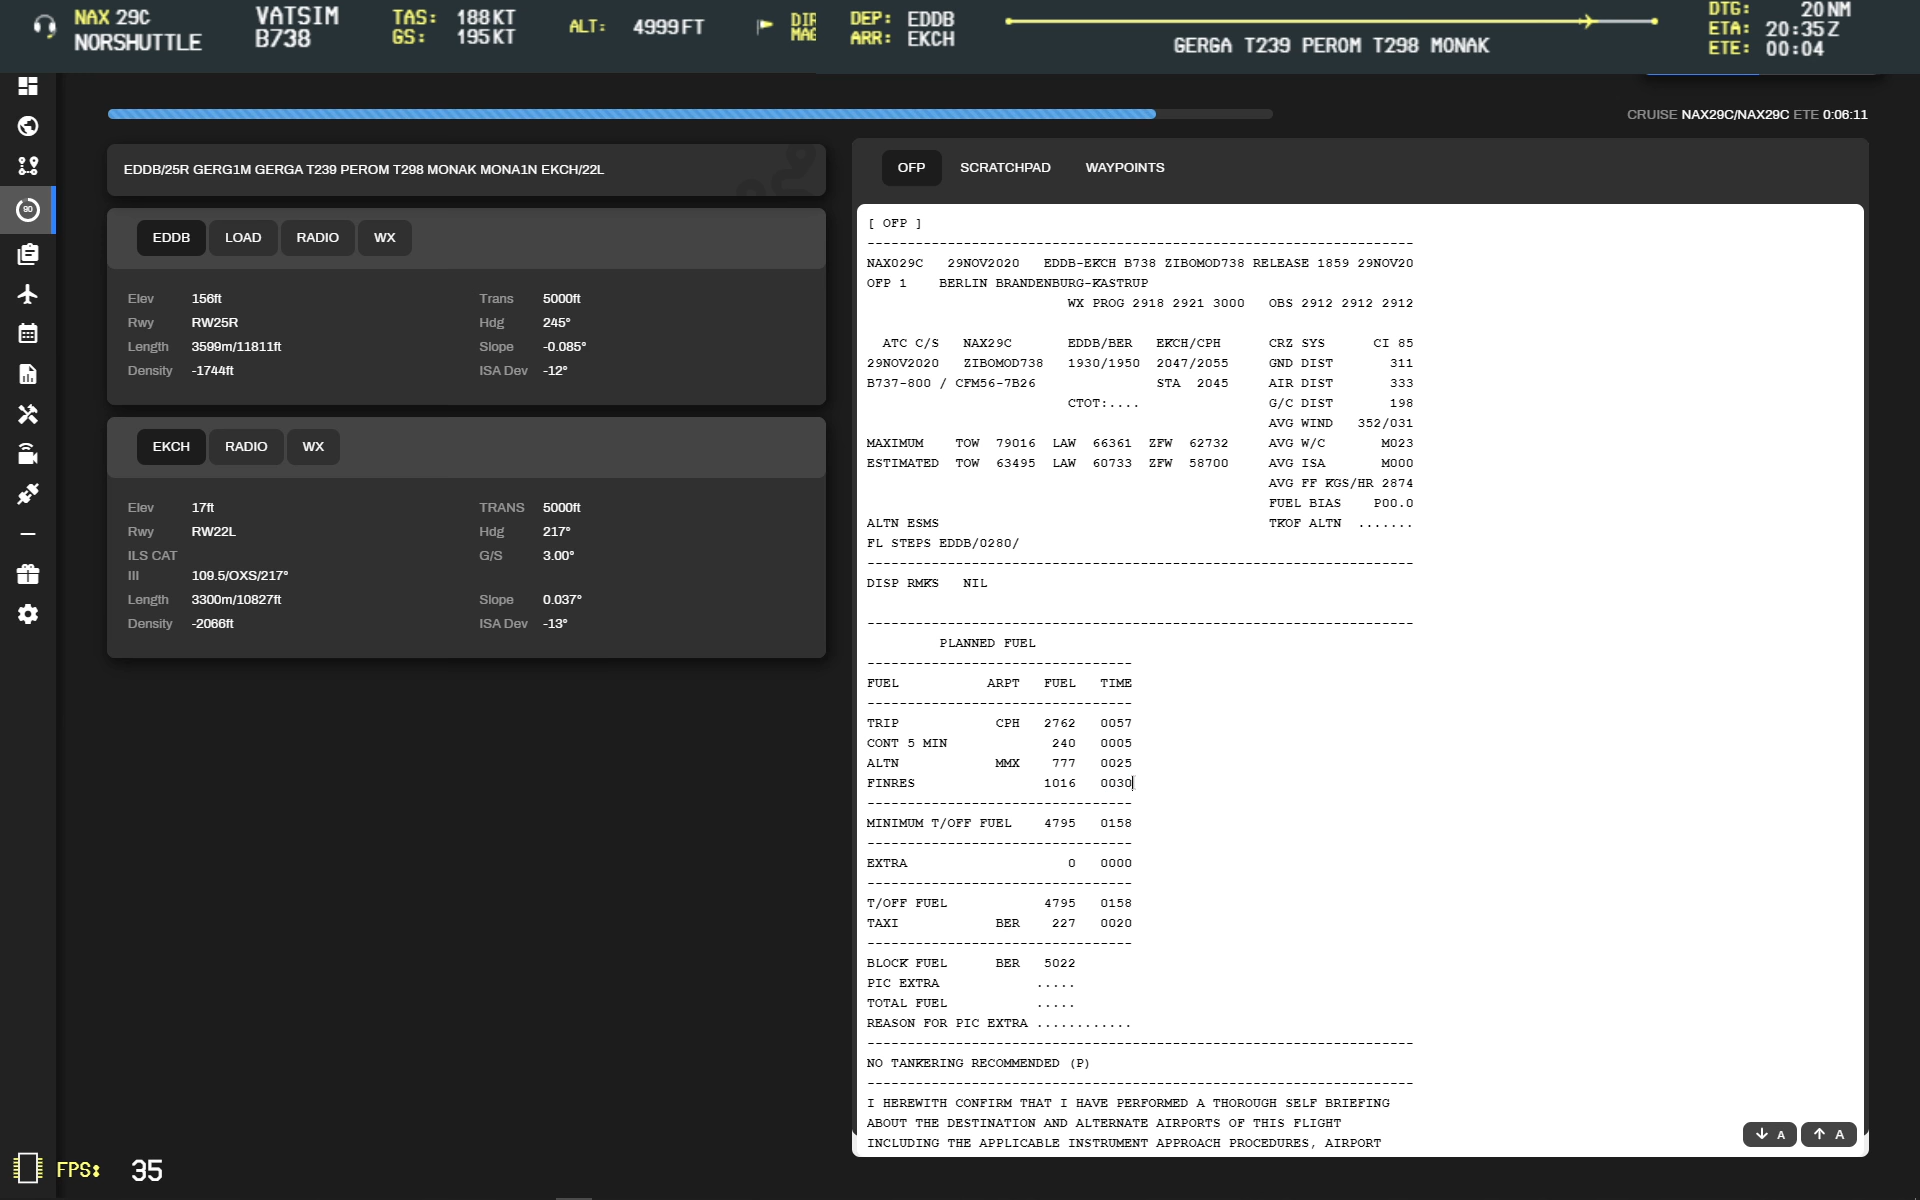 NAX 29C
NORSHUTTLE
VATSIM
B738
TAS: 188 KT
GS: 195 KT
ALT: 4999 FT
DIR
MAG
DEP: EDDB
ARR: EKCH
GERGA T239 PEROM T298 MONAK
DTG: 20 NM
ETA: 20:35 Z
ETE: 00:04
CRUISE NAX29C/NAX29C ETE 0:06:11
90
EDDB/25R GERG1M GERGA T239 PEROM T298 MONAK MONA1N EKCH/22L
EDDB LOAD RADIO WX
Elev 156ft Trans 5000ft
Rwy RW25R Hdg 245°
Length 3599m/11811ft Slope -0.085°
Density -1744ft ISA Dev -12°
EKCH RADIO WX
Elev 17ft TRANS 5000ft
Rwy RW22L Hdg 217°
ILS CAT G/S 3.00°
III 109.5/OXS/217°
Length 3300m/10827ft Slope 0.037°
Density -2066ft ISA Dev -13°
OFP SCRATCHPAD WAYPOINTS
[ OFP ]
--------------------------------------------------------------------
NAX029C 29NOV2020 EDDB-EKCH B738 ZIBOMOD738 RELEASE 1859 29NOV20
OFP 1 BERLIN BRANDENBURG-KASTRUP
WX PROG 2918 2921 3000 OBS 2912 2912 2912
ATC C/S NAX29C EDDB/BER EKCH/CPH CRZ SYS CI 85
29NOV2020 ZIBOMOD738 1930/1950 2047/2055 GND DIST 311
B737-800 / CFM56-7B26 STA 2045 AIR DIST 333
CTOT:.... G/C DIST 198
AVG WIND 352/031
MAXIMUM TOW 79016 LAW 66361 ZFW 62732 AVG W/C M023
ESTIMATED TOW 63495 LAW 60733 ZFW 58700 AVG ISA M000
AVG FF KGS/HR 2874
FUEL BIAS P00.0
ALTN ESMS TKOF ALTN .......
FL STEPS EDDB/0280/
--------------------------------------------------------------------
DISP RMKS NIL
--------------------------------------------------------------------
PLANNED FUEL
---------------------------------
FUEL ARPT FUEL TIME
---------------------------------
TRIP CPH 2762 0057
CONT 5 MIN 240 0005
ALTN MMX 777 0025
FINRES 1016 0030
---------------------------------
MINIMUM T/OFF FUEL 4795 0158
---------------------------------
EXTRA 0 0000
---------------------------------
T/OFF FUEL 4795 0158
TAXI BER 227 0020
---------------------------------
BLOCK FUEL BER 5022
PIC EXTRA .....
TOTAL FUEL .....
REASON FOR PIC EXTRA ............
--------------------------------------------------------------------
NO TANKERING RECOMMENDED (P)
--------------------------------------------------------------------
I HEREWITH CONFIRM THAT I HAVE PERFORMED A THOROUGH SELF BRIEFING
ABOUT THE DESTINATION AND ALTERNATE AIRPORTS OF THIS FLIGHT
INCLUDING THE APPLICABLE INSTRUMENT APPROACH PROCEDURES, AIRPORT
↓ A ↑ A
FPS: 35